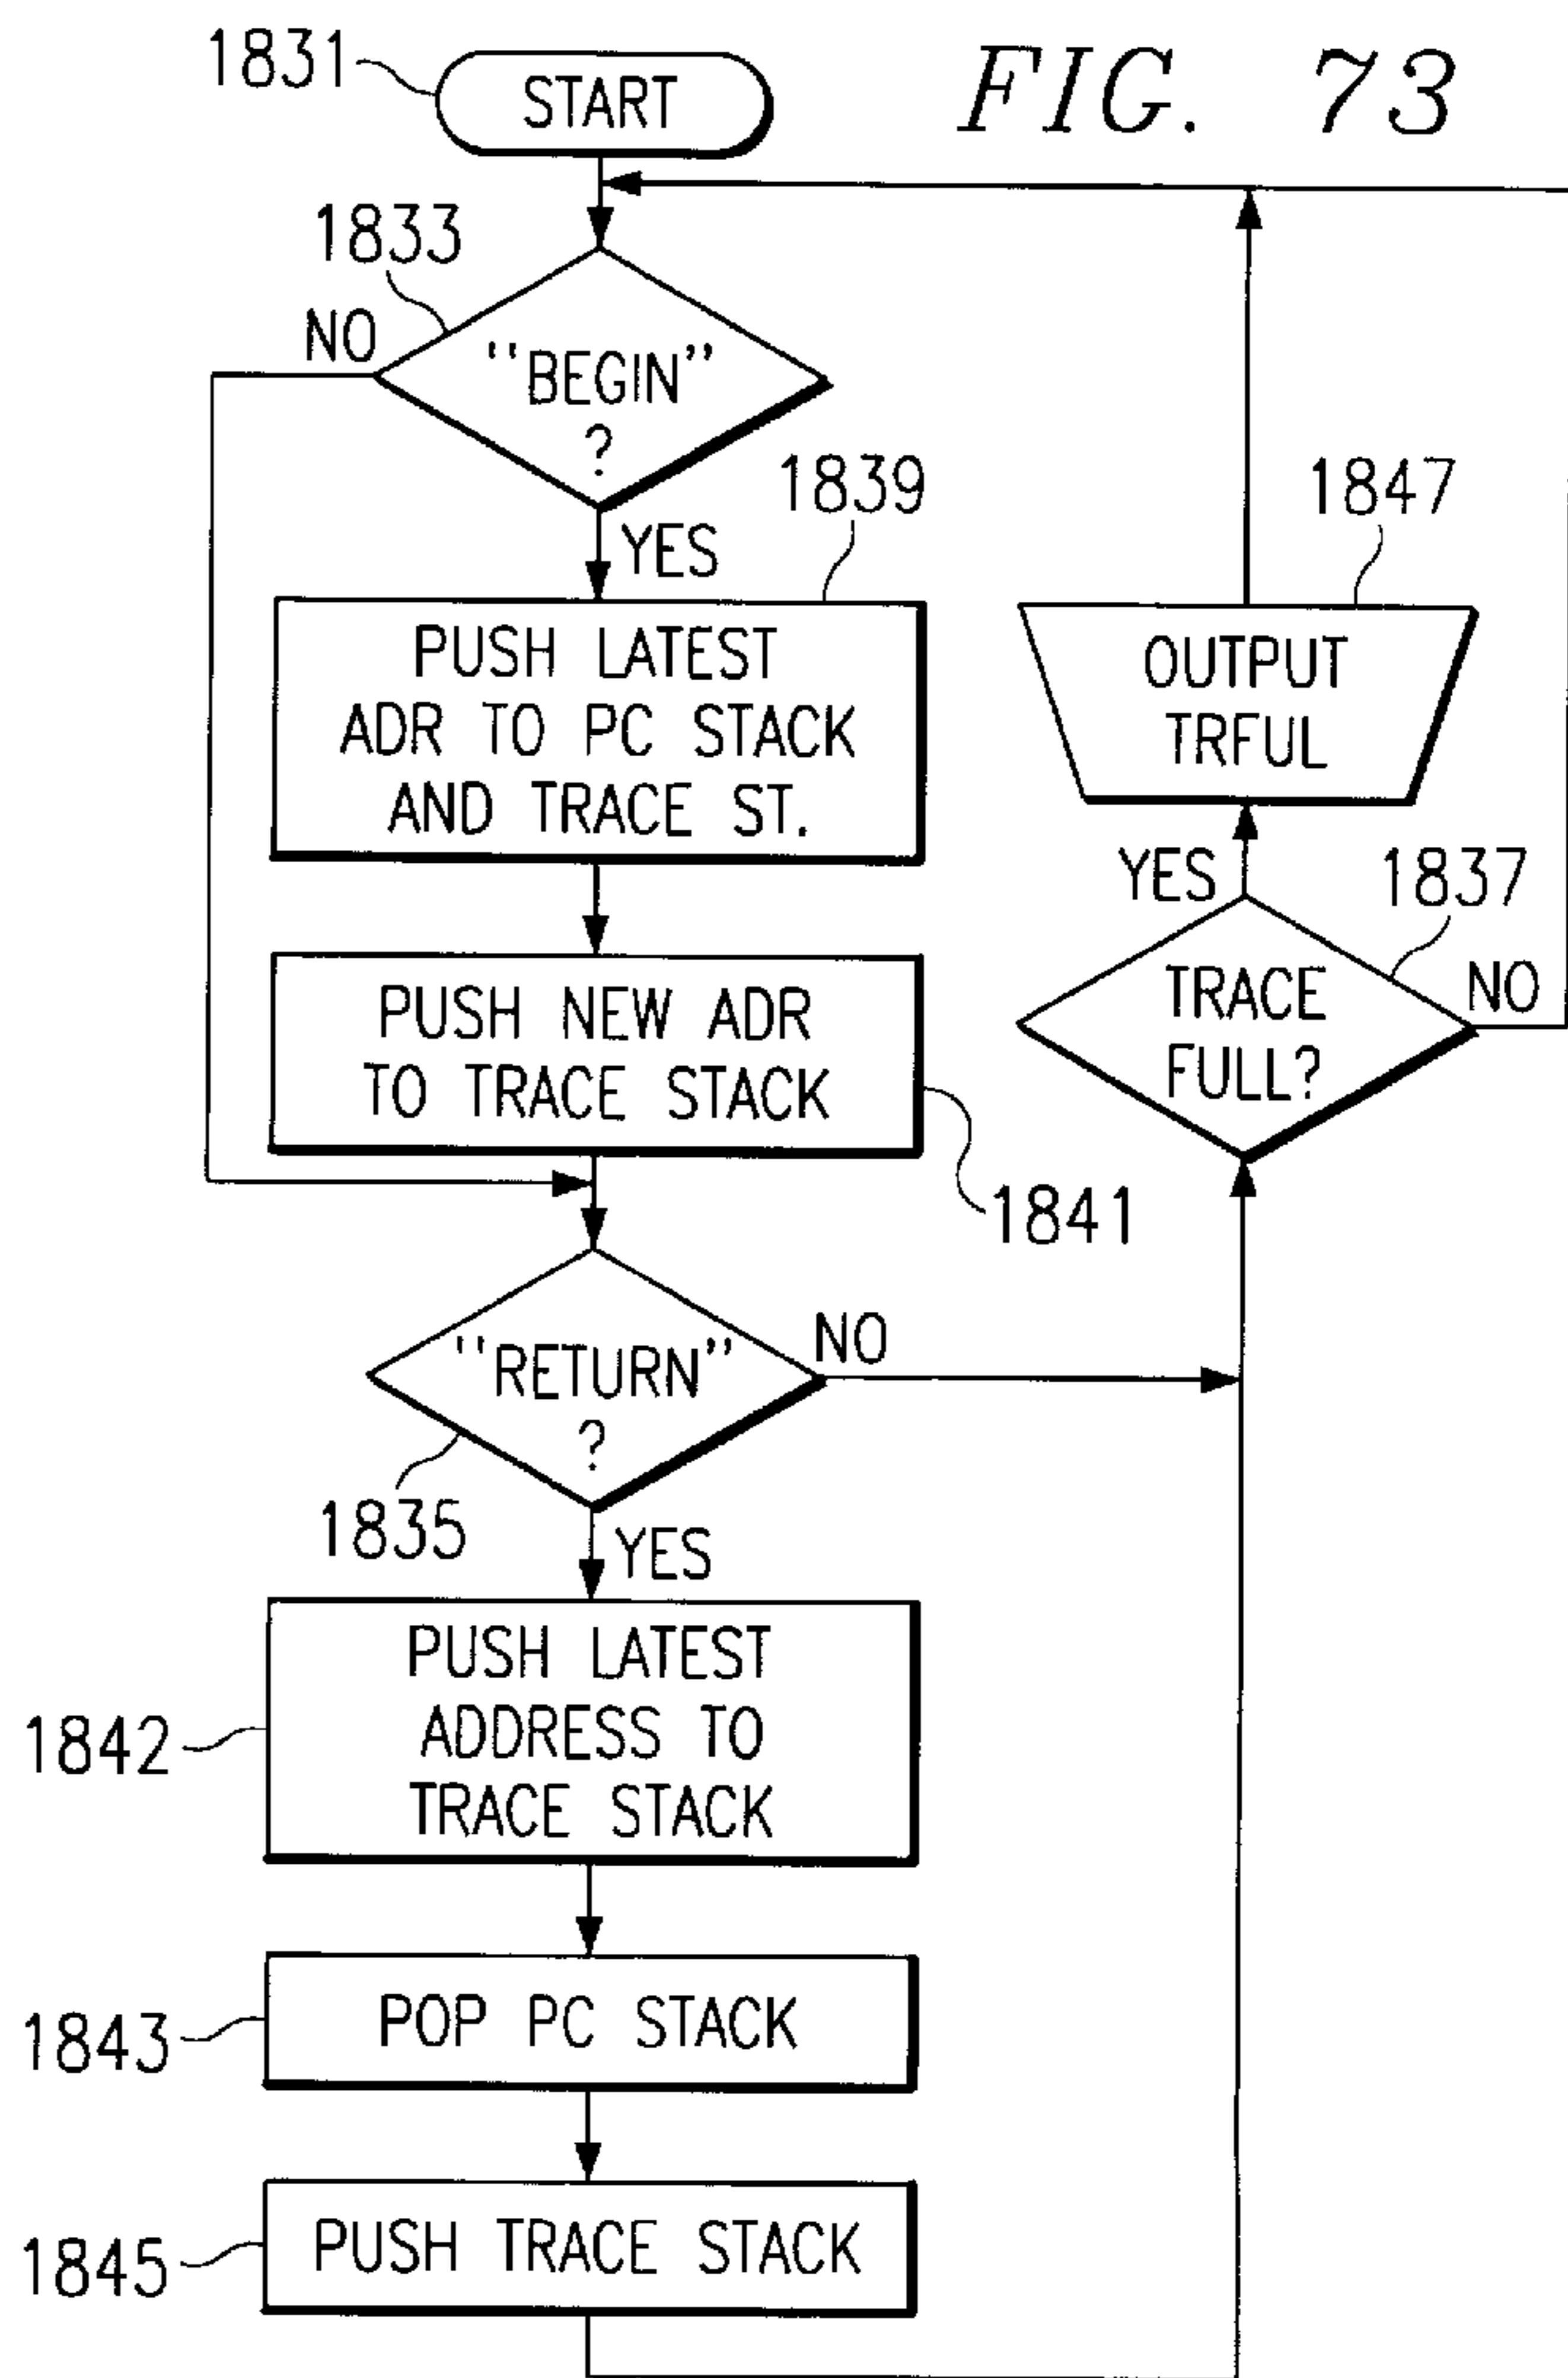 1831
START
FIG. 73
1833
NO
"BEGIN"
?
YES
1839
PUSH LATEST
ADR TO PC STACK
AND TRACE ST.
PUSH NEW ADR
TO TRACE STACK
1841
"RETURN"
?
NO
1835
YES
PUSH LATEST
ADDRESS TO
TRACE STACK
1842
POP PC STACK
1843
PUSH TRACE STACK
1845
1847
OUTPUT
TRFUL
YES
1837
TRACE
FULL?
NO